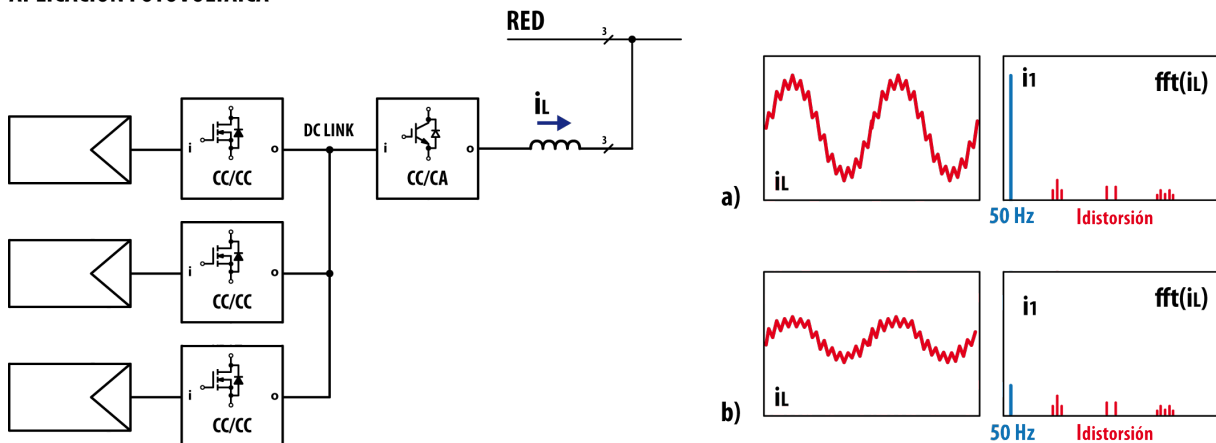 RED
3
iL
DC LINK
i
o
CC/CC
i
o
CC/CA
3
i
o
CC/CC
i
o
CC/CC
a)
iL
i1
fft(iL)
50 Hz
Idistorsión
b)
iL
i1
fft(iL)
50 Hz
Idistorsión